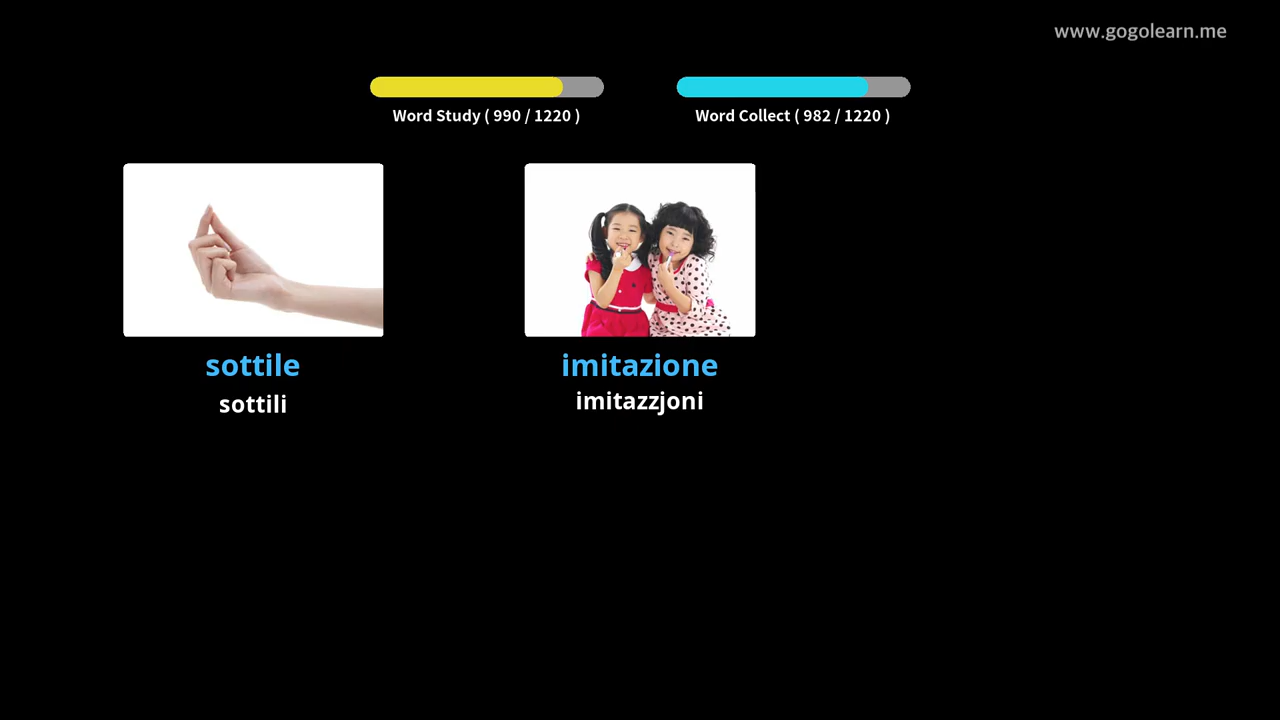 www.gogolearn.me
Word Study ( 990 / 1220 )
Word Collect ( 982 / 1220 )
sottile
imitazione
sottili
imitazzjoni